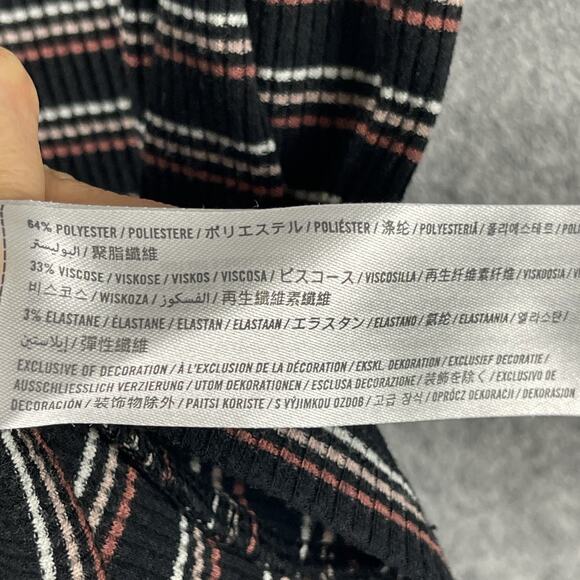 64% POLYESTER / POLIESTERE / ポリエステル / POLIÉSTER / 涤纶 / POLYESTERIÄ / 폴리에스테르 /
البوليستر / 聚脂纖維
33% VISCOSE / VISKOSE / VISKOS / VISCOSA / ビスコース / VISCOSILLA / 再生纤维素纤维 / VISKOOSIA /
비스코스 / WISKOZA / الفسكوز / 再生纖維素纖維
3% ELASTANE / ÉLASTANE / ELASTAN / ELASTAAN / エラスタン / ELASTANO / 氨纶 / ELASTAANIA / 엘라스탄 /
إيلاستين / 彈性纖維
EXCLUSIVE OF DECORATION / À L'EXCLUSION DE LA DÉCORATION / EKSKL. DEKORATION / EXCLUSIEF DECORATIE /
AUSSCHLIESSLICH VERZIERUNG / UTOM DEKORATIONEN / ESCLUSA DECORAZIONE / 装飾を除く / EXCLUSIVO DE
DECORACIÓN / 装饰物除外 / PAITSI KORISTE / S VÝJIMKOU OZDOB / 고급 장식 / OPRÓCZ DEKORACJI / DEKORASYON